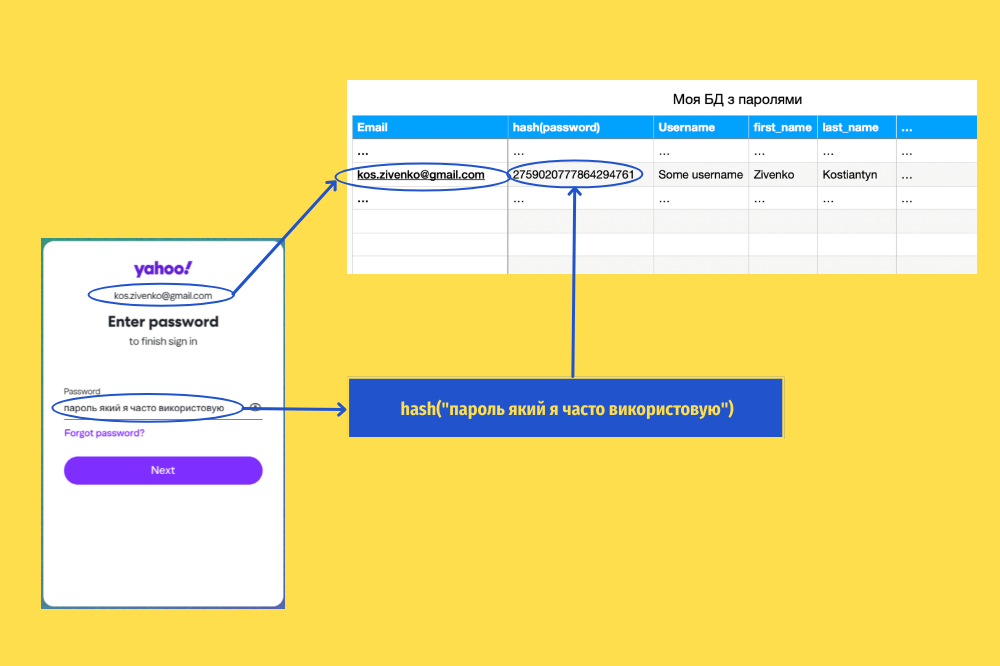 Моя БД з паролями
Email hash(password) Username first_name last_name ...
... ... ... ... ... ...
kos.zivenko@gmail.com 2759020777864294761 Some username Zivenko Kostiantyn ...
... ... ... ... ... ...
yahoo!
kos.zivenko@gmail.com
Enter password
to finish sign in
Password
пароль який я часто використовую
Forgot password?
Next
hash("пароль який я часто використовую")